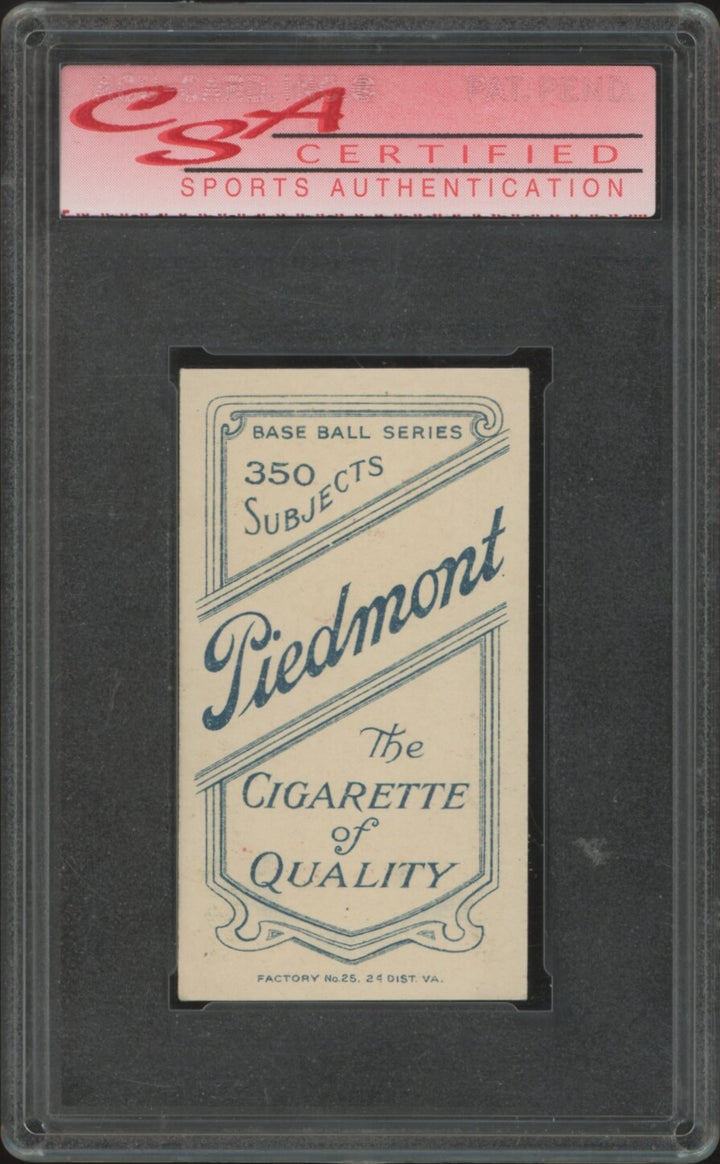 PAT. PEND.
CSA
CERTIFIED
SPORTS AUTHENTICATION
BASE BALL SERIES
350
SUBJECTS
Piedmont
The
CIGARETTE
of
QUALITY
FACTORY No. 25, 2d DIST. VA.